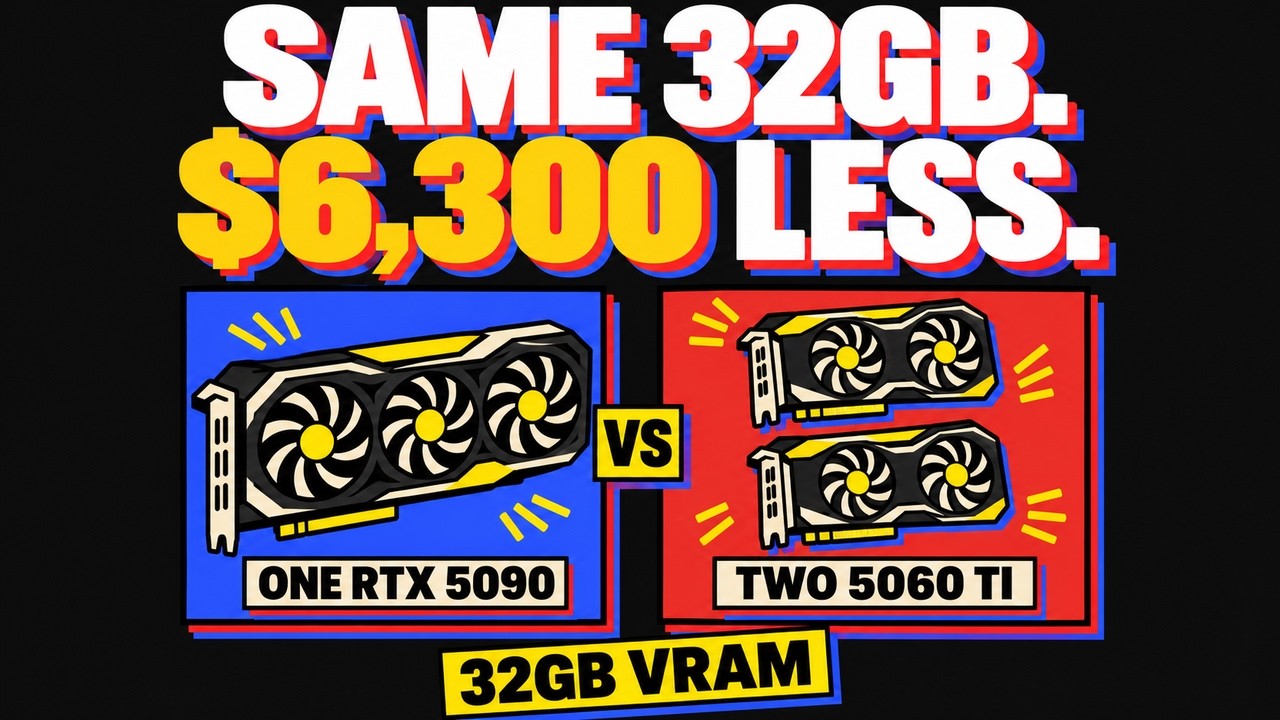 SAME 32GB.
$6,300 LESS.
VS
ONE RTX 5090
TWO 5060 TI
32GB VRAM